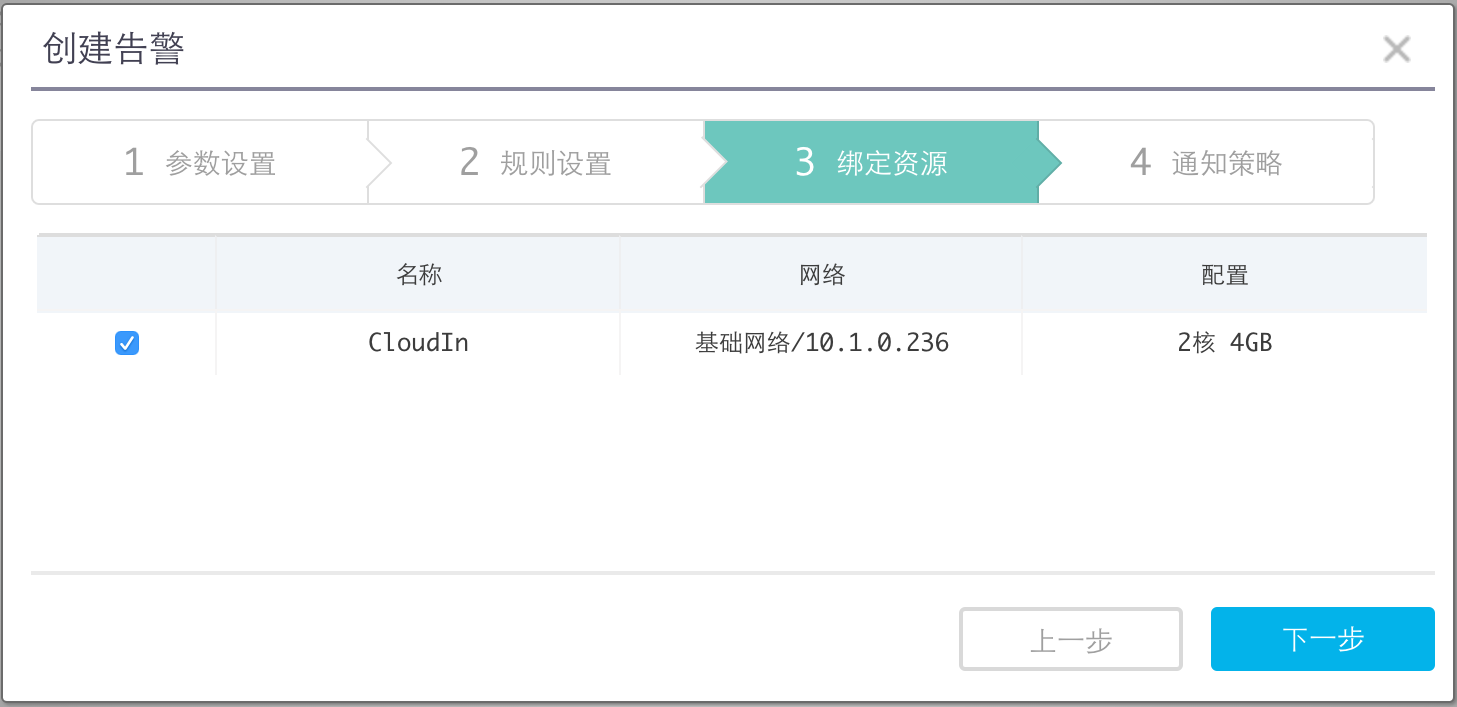 创建告警
1 参数设置 2 规则设置 3 绑定资源 4 通知策略
名称 网络 配置
CloudIn 基础网络/10.1.0.236 2核 4GB
上一步 下一步